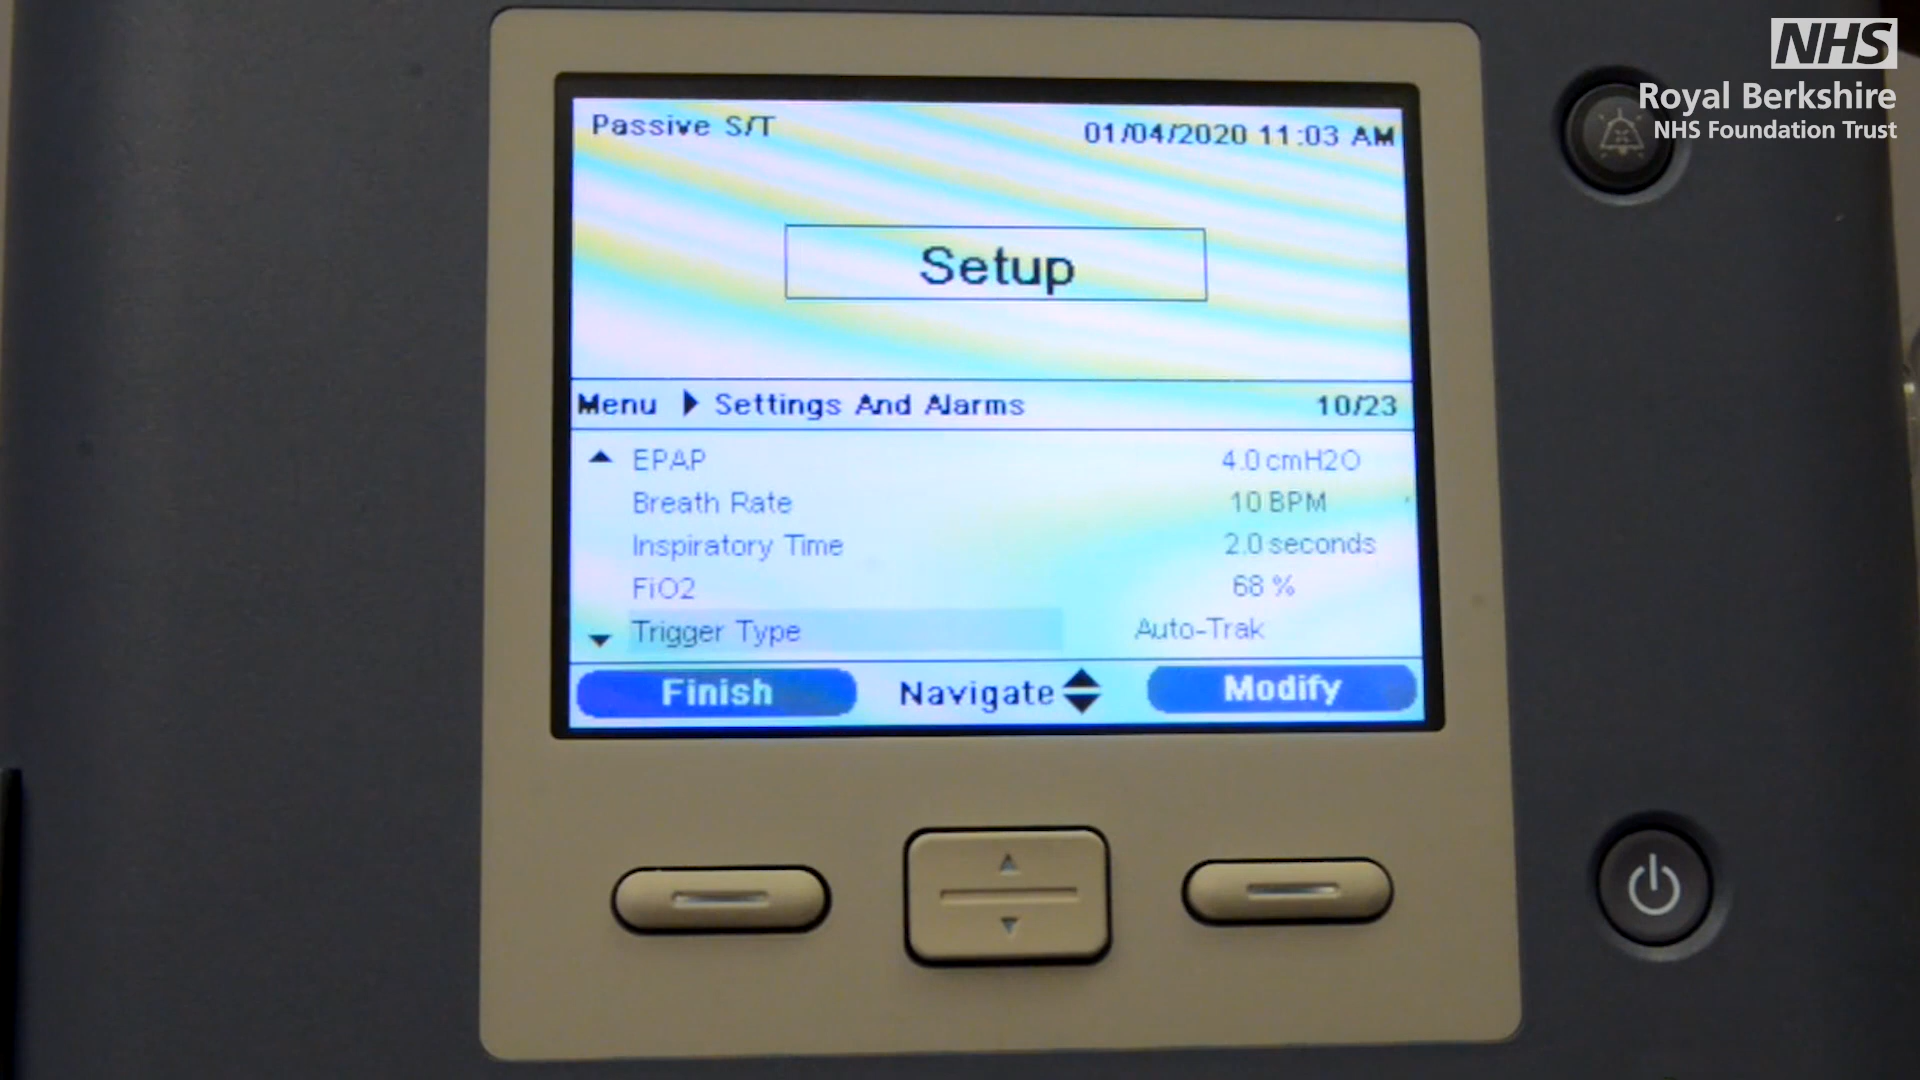 NHS
Royal Berkshire
NHS Foundation Trust
Passive S/T
01/04/2020 11:03 AM
Setup
Menu Settings And Alarms 10/23
EPAP 4.0 cmH2O
Breath Rate 10 BPM
Inspiratory Time 2.0 seconds
FiO2 68 %
Trigger Type Auto-Trak
Finish Navigate Modify